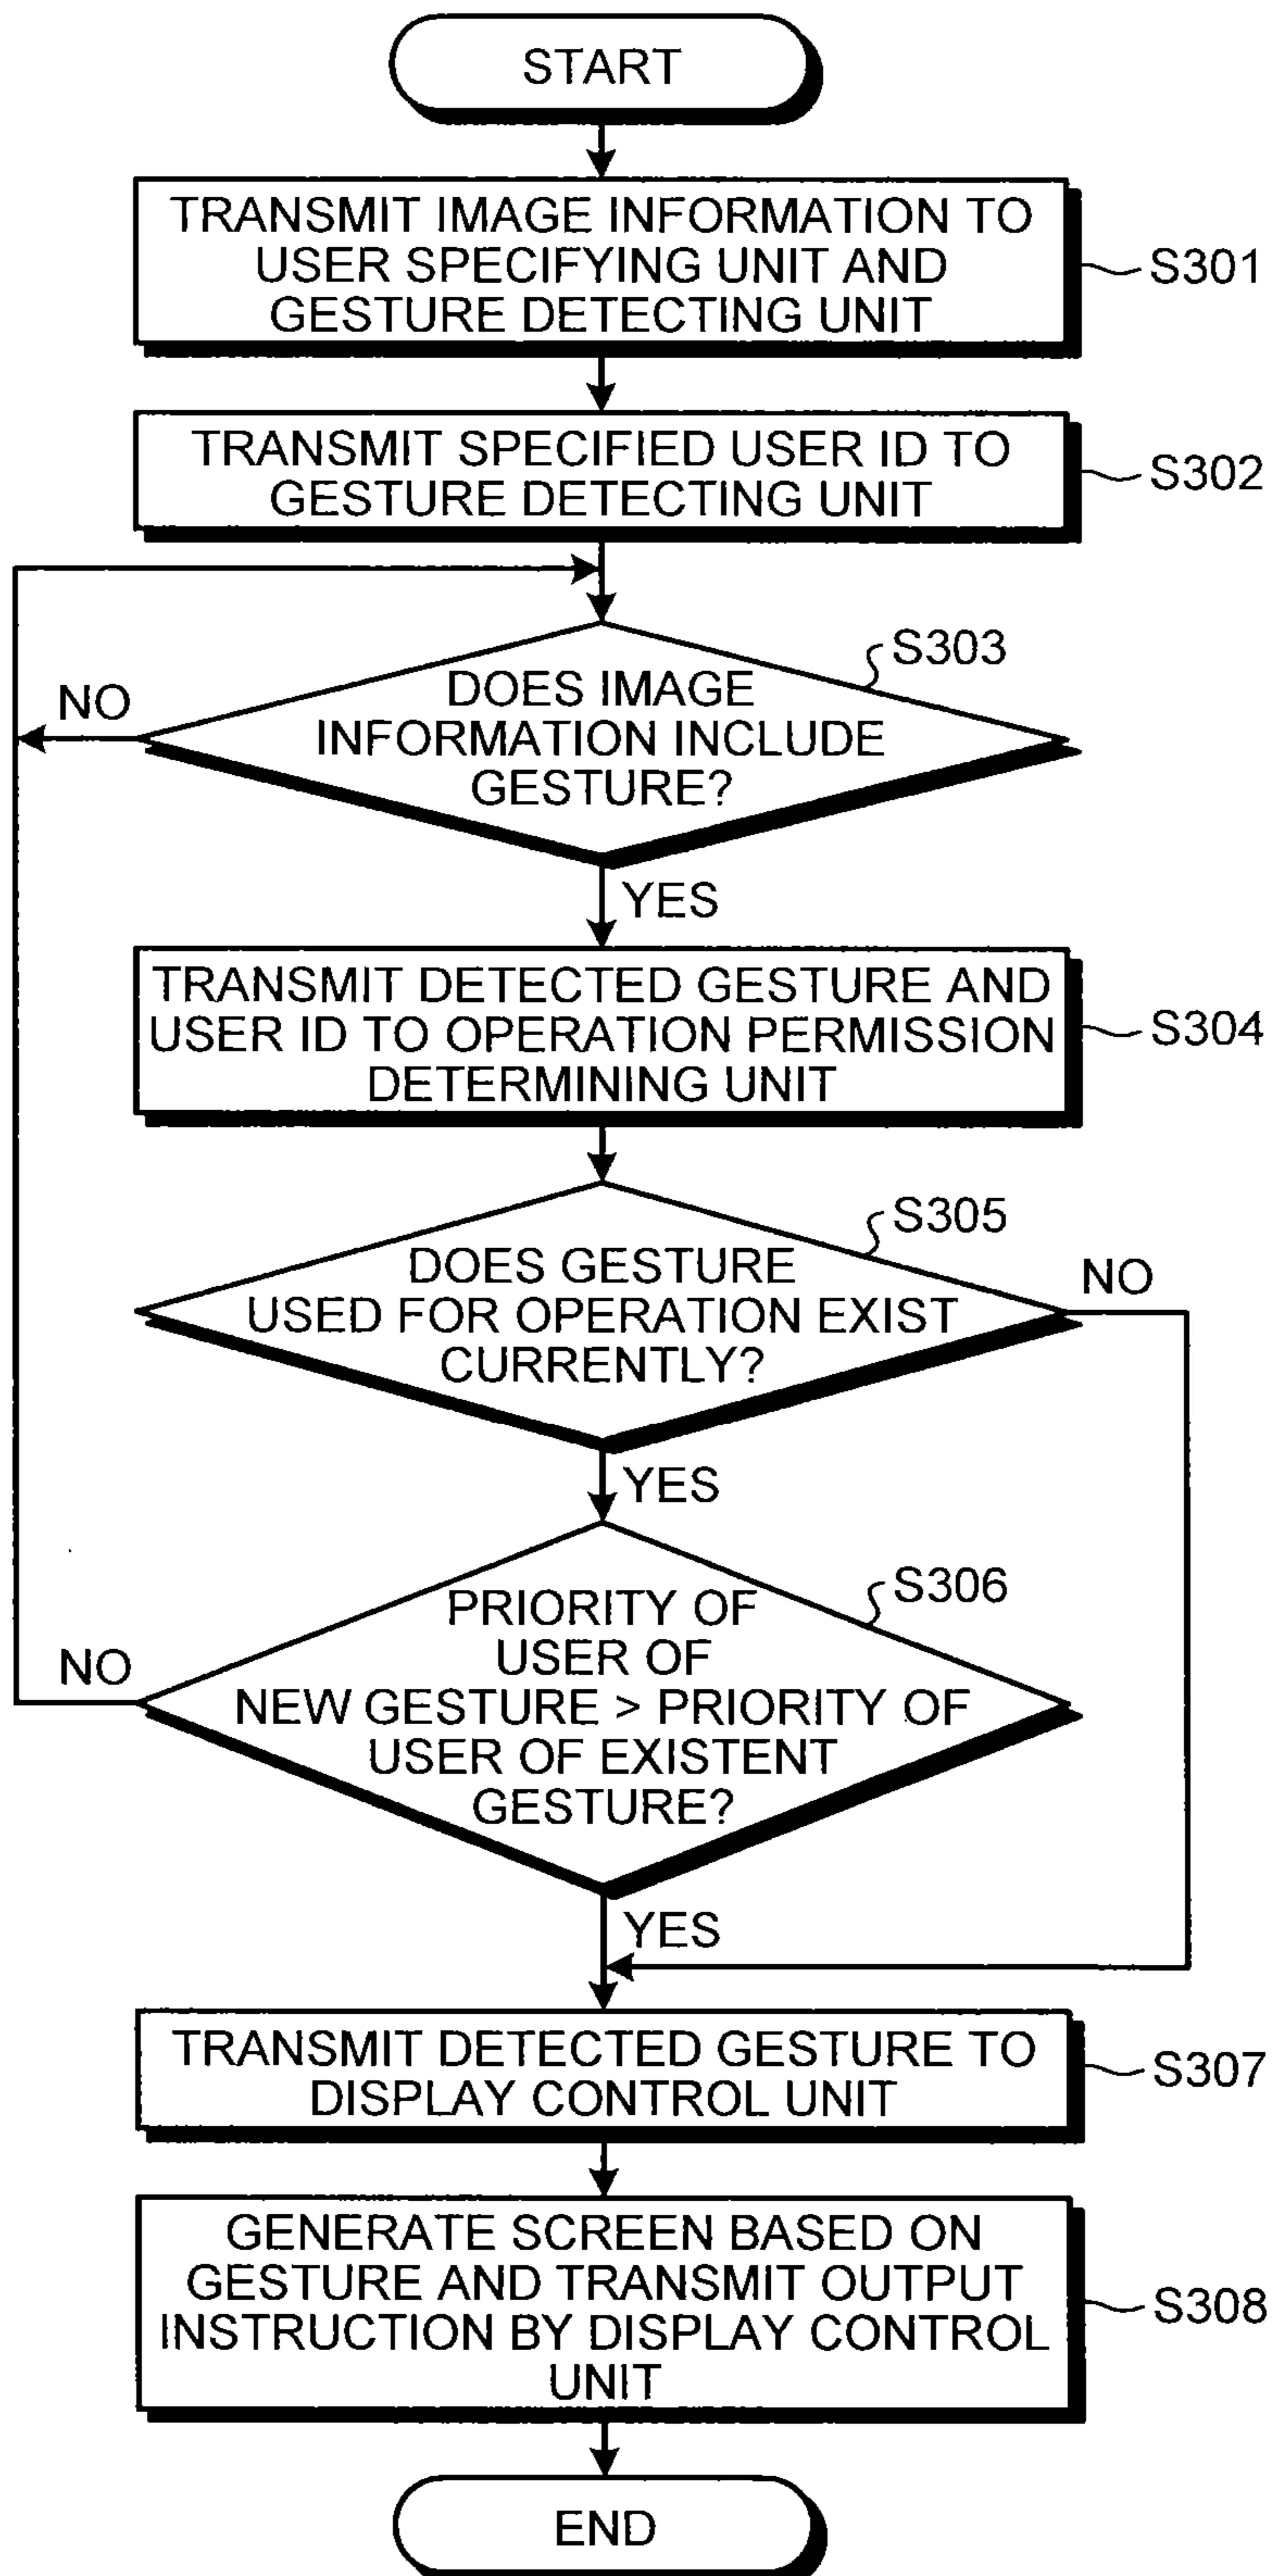 START
TRANSMIT IMAGE INFORMATION TO
USER SPECIFYING UNIT AND
GESTURE DETECTING UNIT
S301
TRANSMIT SPECIFIED USER ID TO
GESTURE DETECTING UNIT
S302
S303
DOES IMAGE
INFORMATION INCLUDE
GESTURE?
NO
YES
TRANSMIT DETECTED GESTURE AND
USER ID TO OPERATION PERMISSION
DETERMINING UNIT
S304
S305
DOES GESTURE
USED FOR OPERATION EXIST
CURRENTLY?
NO
YES
S306
PRIORITY OF
USER OF
NEW GESTURE > PRIORITY OF
USER OF EXISTENT
GESTURE?
NO
YES
TRANSMIT DETECTED GESTURE TO
DISPLAY CONTROL UNIT
S307
GENERATE SCREEN BASED ON
GESTURE AND TRANSMIT OUTPUT
INSTRUCTION BY DISPLAY CONTROL
UNIT
S308
END